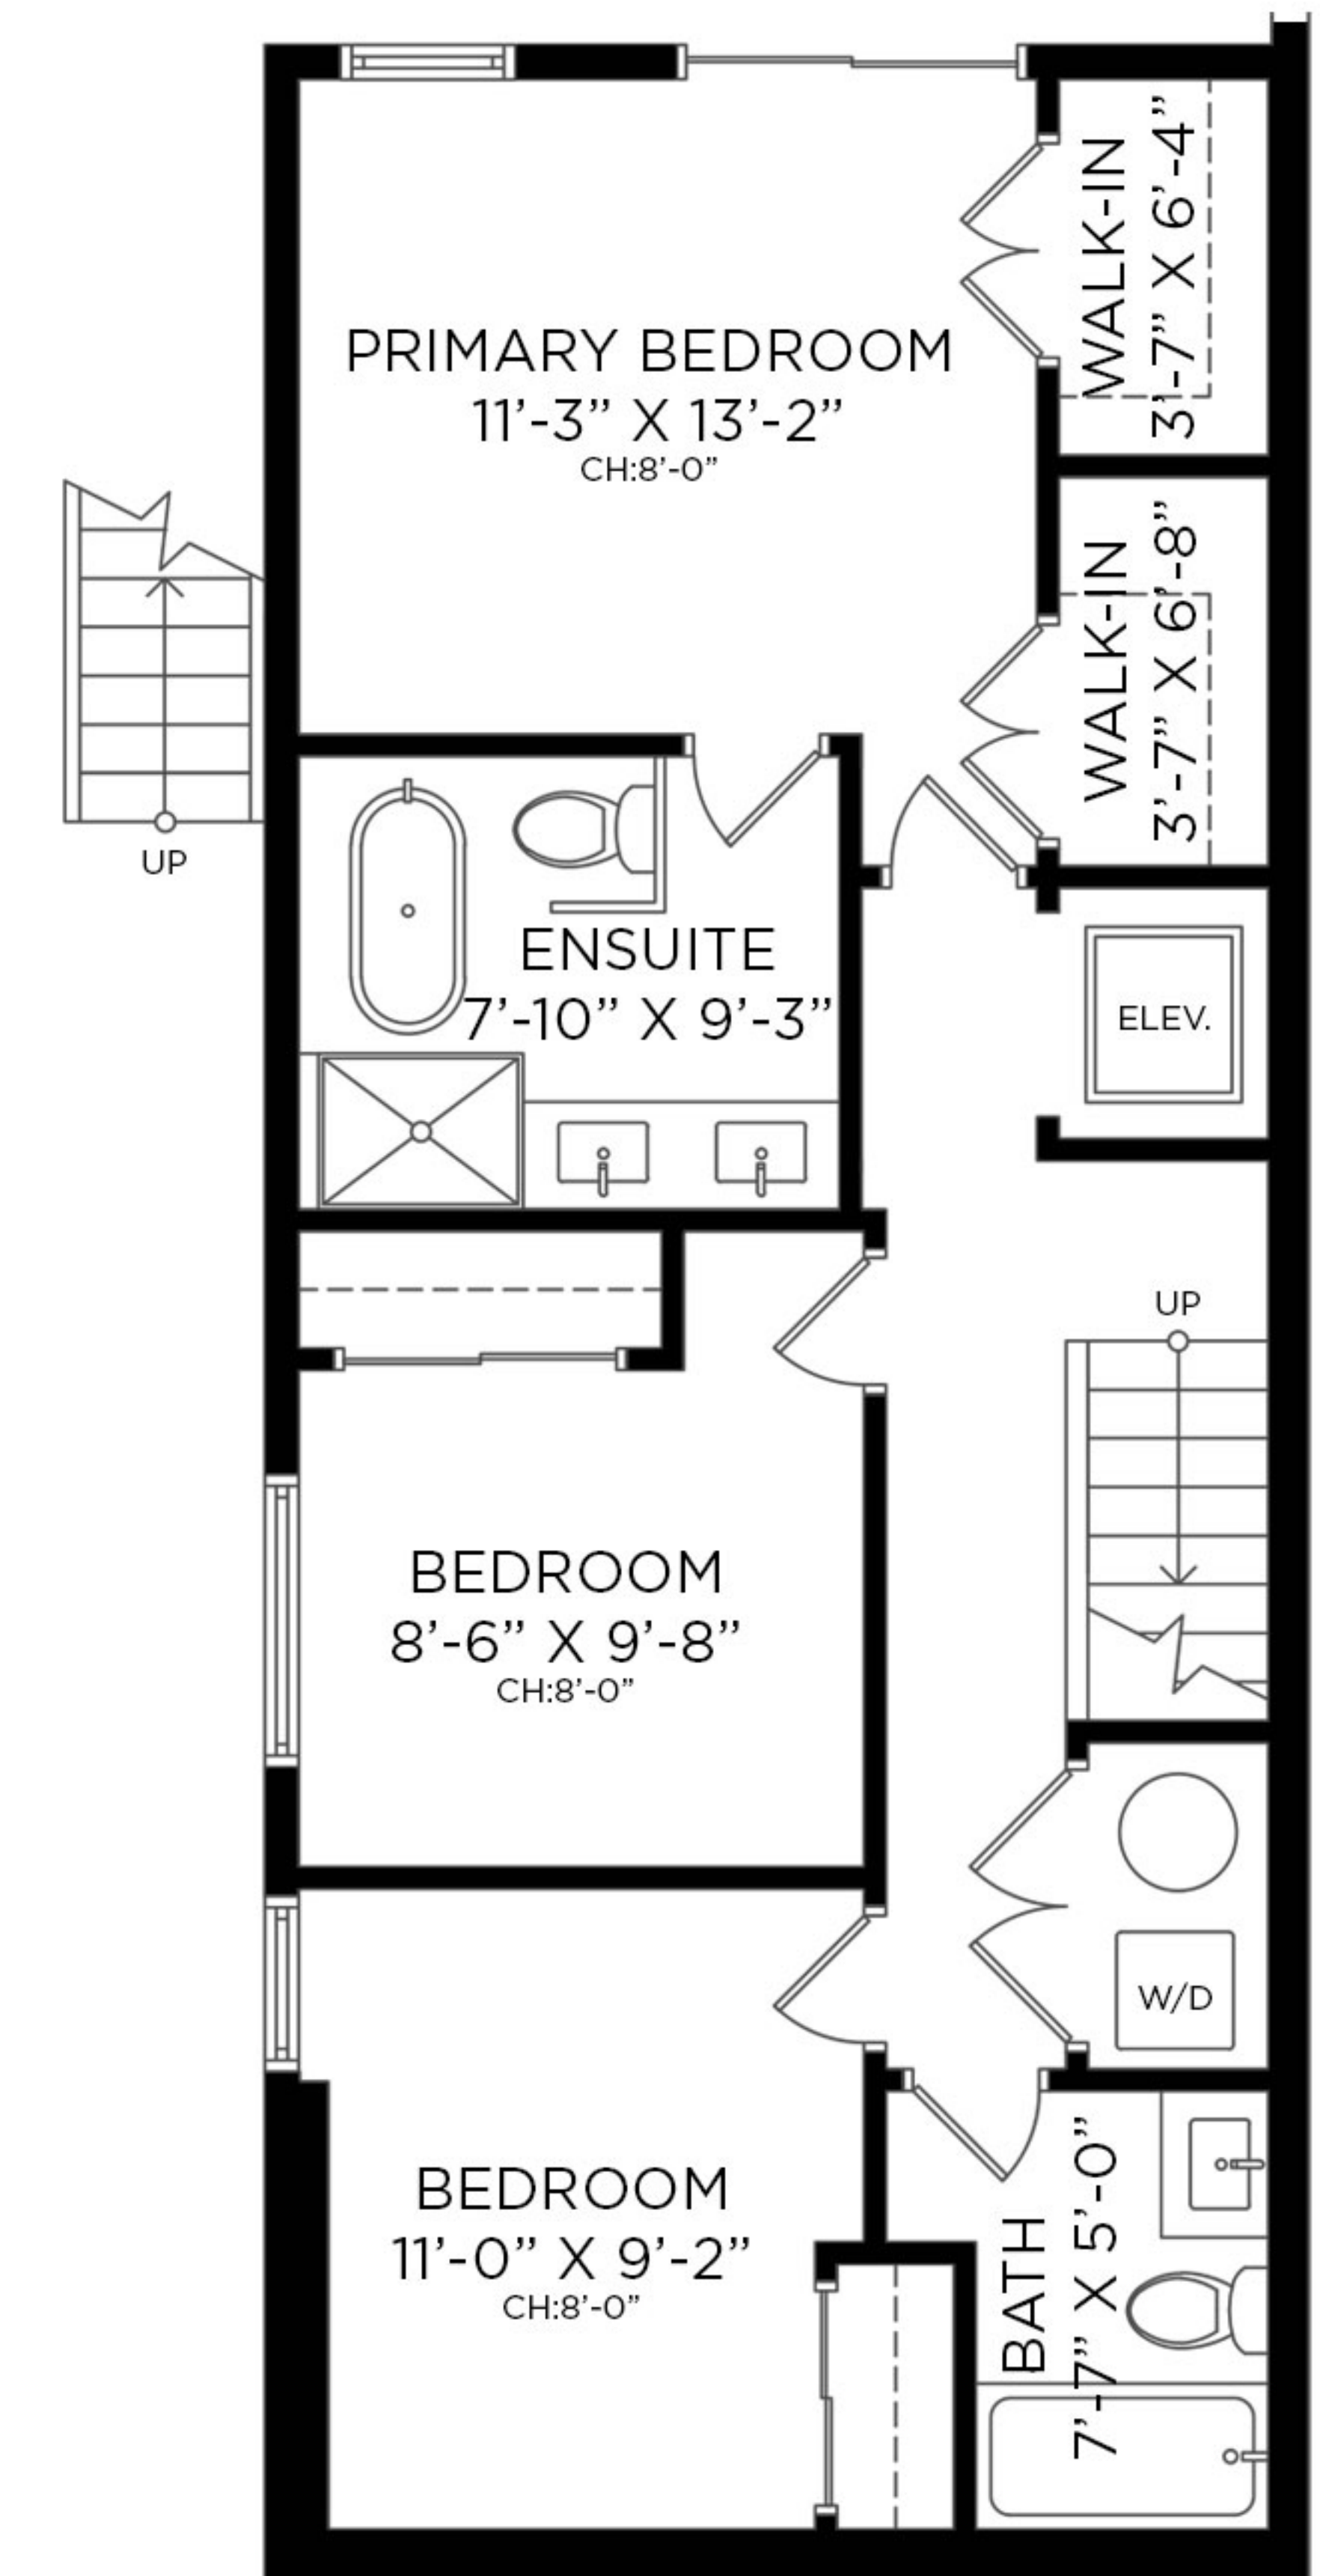 WALK-IN
3’-7” X 6’-4”
PRIMARY BEDROOM
11’-3” X 13’-2”
CH:8’-0”
WALK-IN
3’-7” X 6’-8”
UP
ENSUITE
7’-10” X 9’-3”
ELEV.
UP
BEDROOM
8’-6” X 9’-8”
CH:8’-0”
W/D
BEDROOM
11’-0” X 9’-2”
CH:8’-0”
BATH
7’-7” X 5’-0”